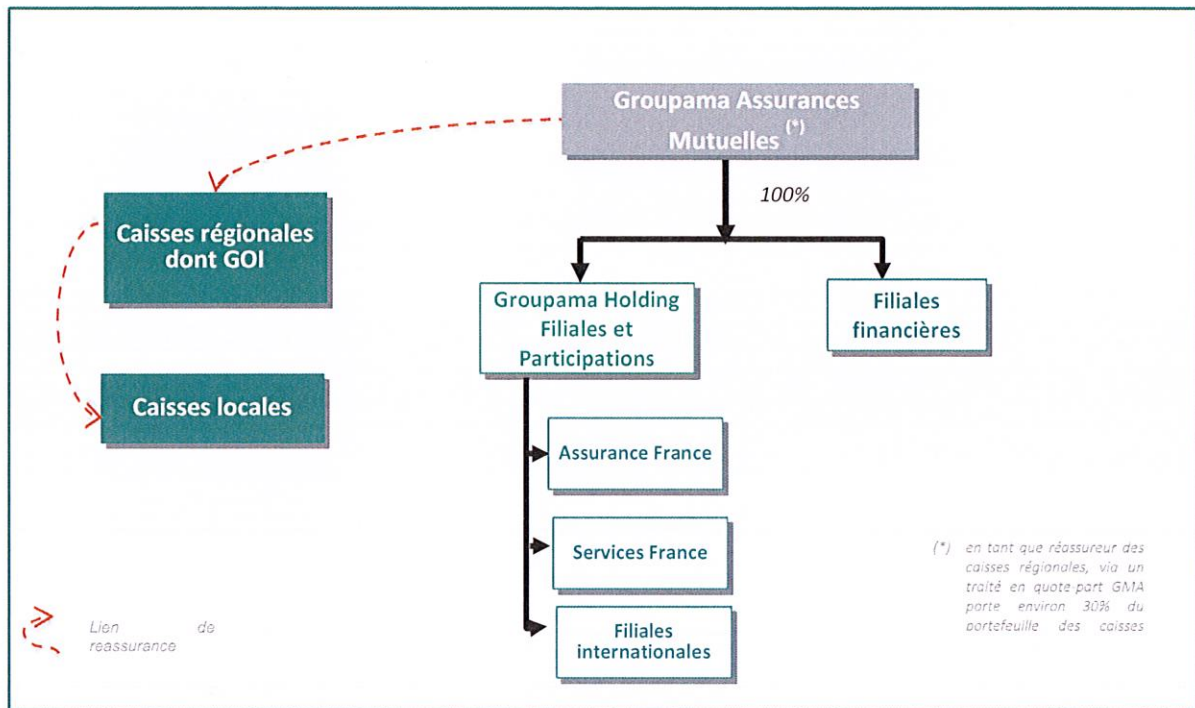 Groupama Assurances
Mutuelles (*)
100%
Caisses régionales
dont GOI
Groupama Holding
Filiales et
Participations
Filiales
financières
Caisses locales
Assurance France
Services France
Filiales
internationales
(*) en tant que réassureur des
caisses régionales, via un
traité en quote-part GMA
porte environ 30% du
portefeuille des caisses
Lien de
reassurance